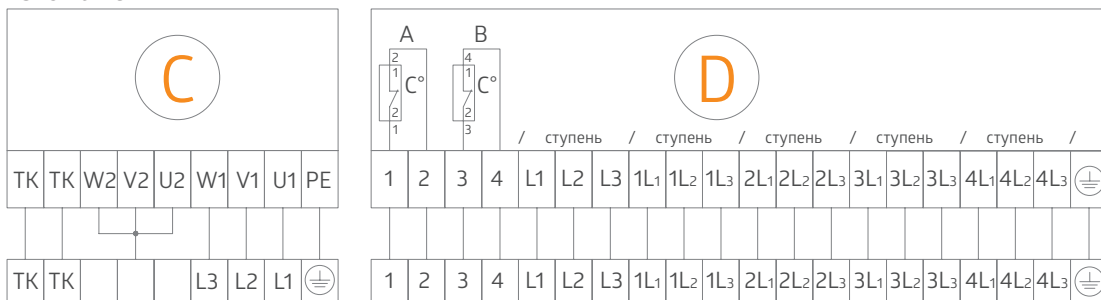 A B
2 4
C 1 C° 1 C° D
2 2
1 3
/ ступень / ступень / ступень / ступень / ступень /
TK TK W2 V2 U2 W1 V1 U1 PE 1 2 3 4 L1 L2 L3 1L1 1L2 1L3 2L1 2L2 2L3 3L1 3L2 3L3 4L1 4L2 4L3
TK TK L3 L2 L1 1 2 3 4 L1 L2 L3 1L1 1L2 1L3 2L1 2L2 2L3 3L1 3L2 3L3 4L1 4L2 4L3